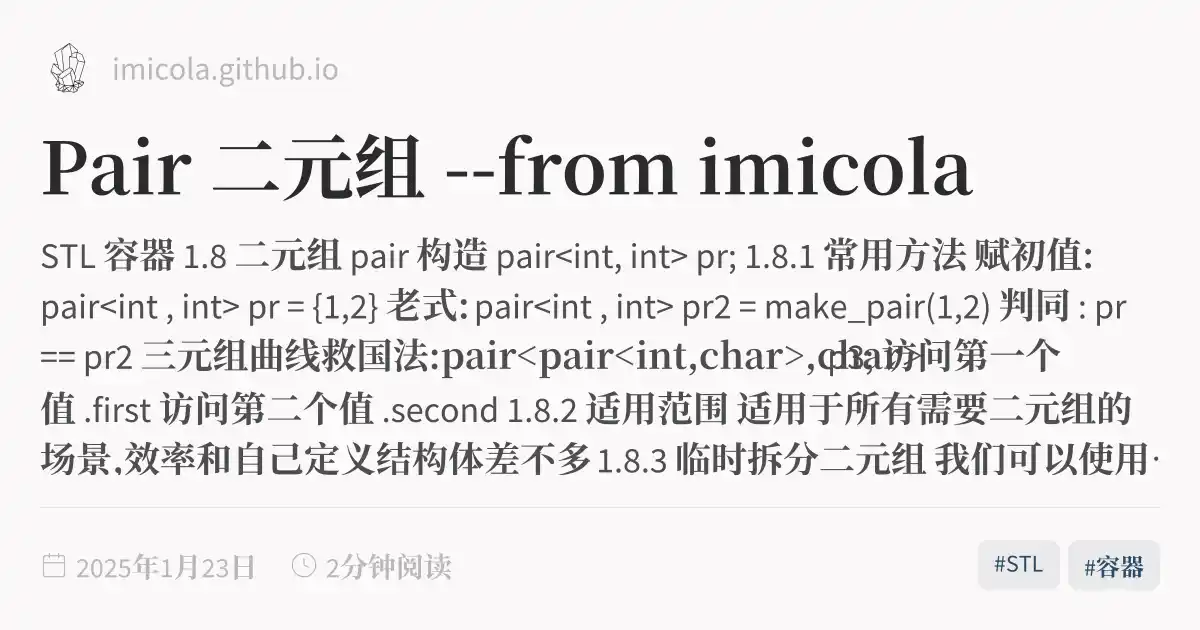 imicola.github.io
Pair 二元组 --from imicola
STL 容器 1.8 二元组 pair 构造 pair<int, int> pr; 1.8.1 常用方法 赋初值:
pair<int , int> pr = {1,2} 老式: pair<int , int> pr2 = make_pair(1,2) 判同 : pr
== pr2 三元组曲线救国法:pair<pair<int,char>,char> p3; 访问第一个
值 .first 访问第二个值 .second 1.8.2 适用范围 适用于所有需要二元组的
场景,效率和自己定义结构体差不多 1.8.3 临时拆分二元组 我们可以使用·
2025年1月23日
2分钟阅读
#STL
#容器